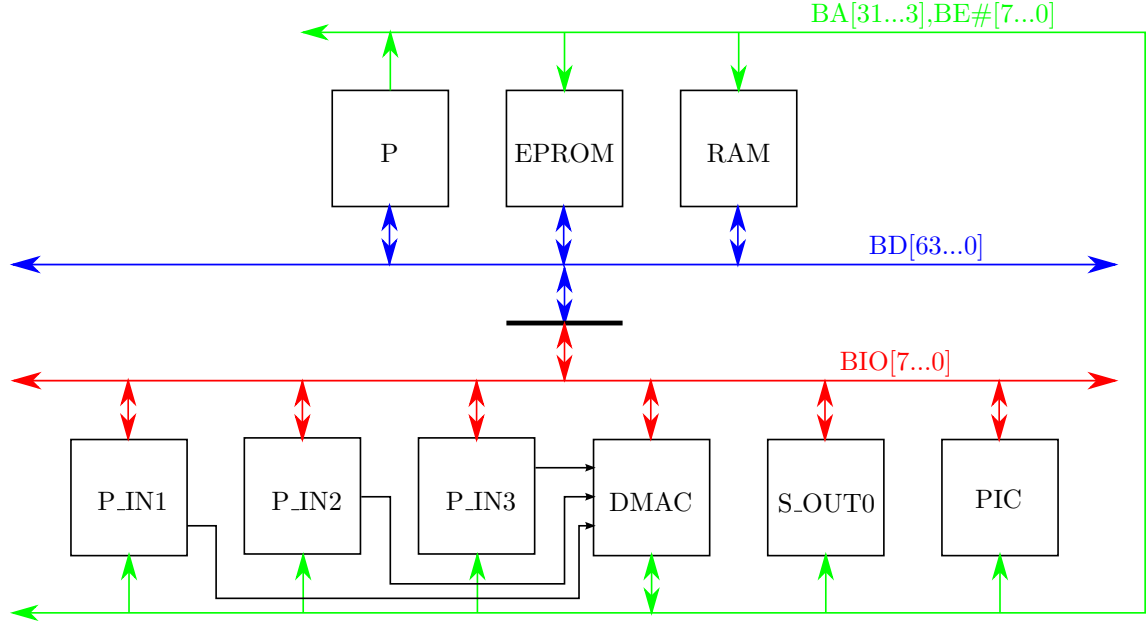 BA[31...3],BE#[7...0]
P
EPROM
RAM
BD[63...0]
BIO[7...0]
P_IN1
P_IN2
P_IN3
DMAC
S_OUT0
PIC